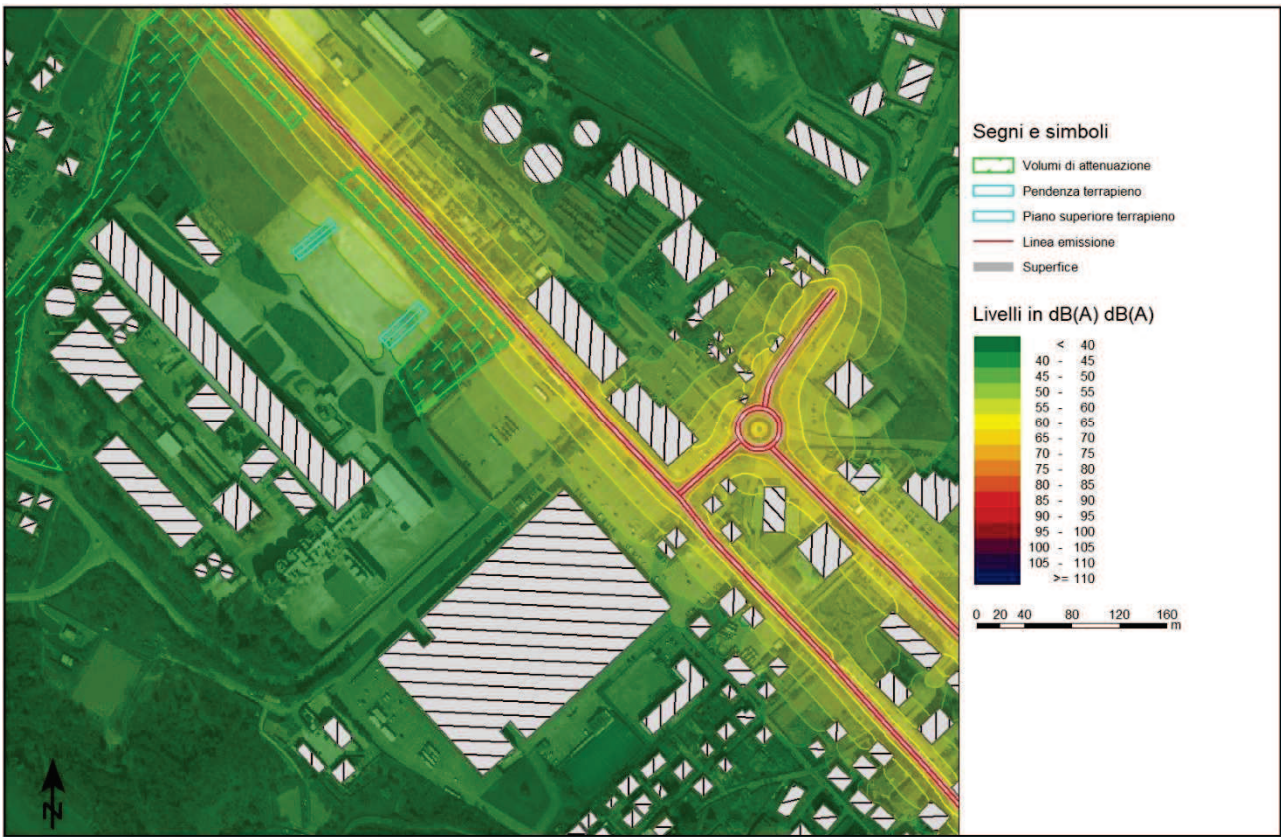 Segni e simboli
Volumi di attenuazione
Pendenza terrapieno
Piano superiore terrapieno
Linea emissione
Superfice
Livelli in dB(A) dB(A)
< 40
40 - 45
45 - 50
50 - 55
55 - 60
60 - 65
65 - 70
70 - 75
75 - 80
80 - 85
85 - 90
90 - 95
95 - 100
100 - 105
105 - 110
>= 110
0 20 40 80 120 160
m
N